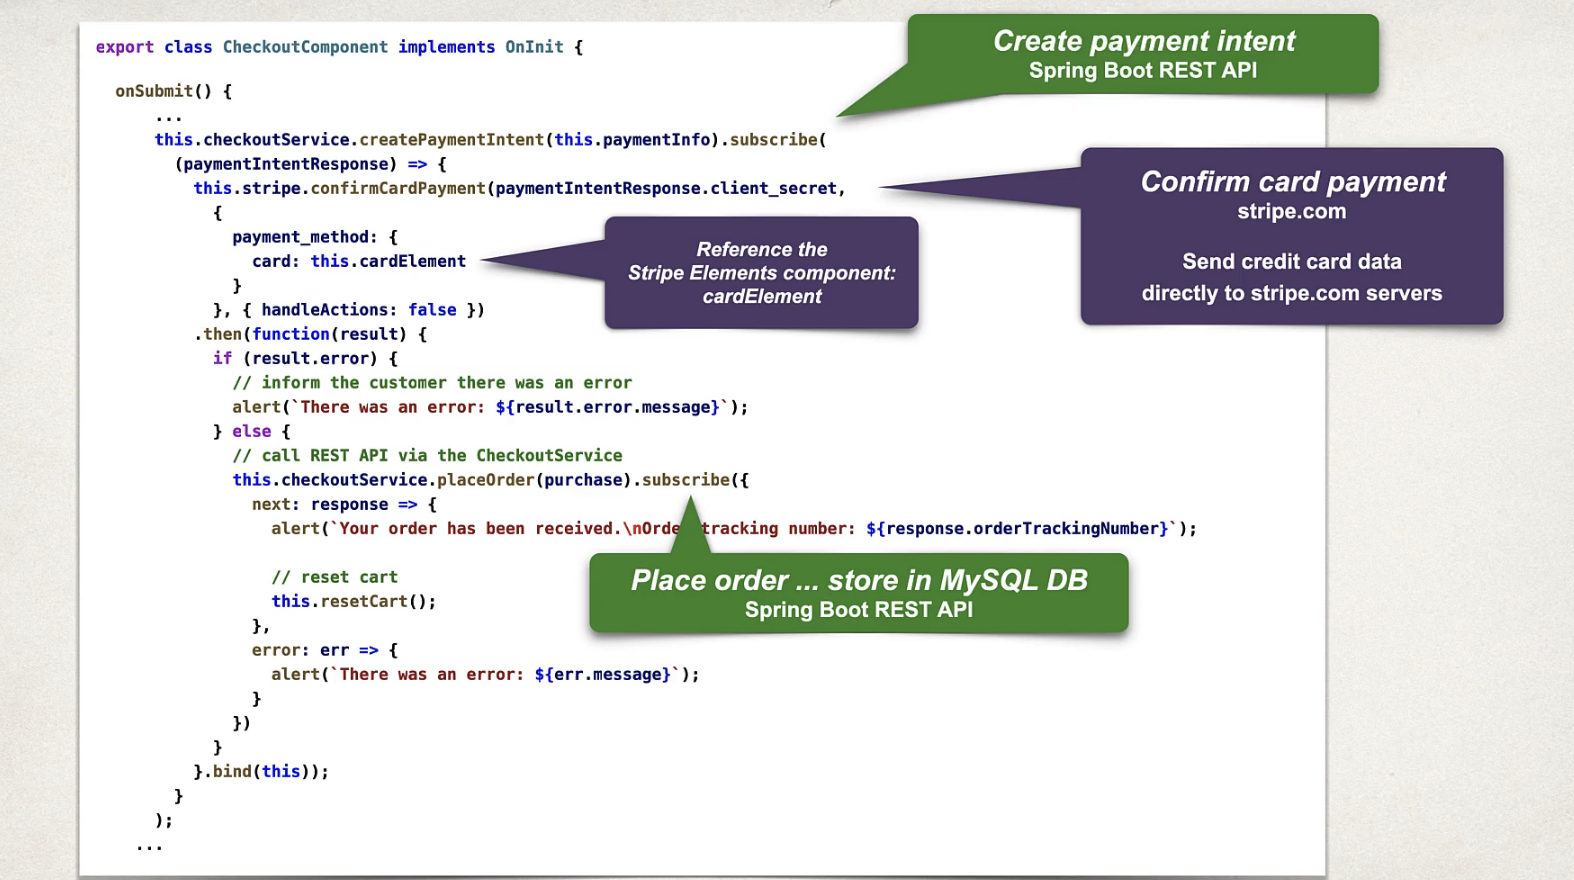 export class CheckoutComponent implements OnInit {
onSubmit() {
...
this.checkoutService.createPaymentIntent(this.paymentInfo).subscribe(
(paymentIntentResponse) => {
this.stripe.confirmCardPayment(paymentIntentResponse.client_secret,
{
payment_method: {
card: this.cardElement
}
}, { handleActions: false })
.then(function(result) {
if (result.error) {
// inform the customer there was an error
alert(`There was an error: ${result.error.message}`);
} else {
// call REST API via the CheckoutService
this.checkoutService.placeOrder(purchase).subscribe({
next: response => {
alert(`Your order has been received.\nOrde tracking number: ${response.orderTrackingNumber}`);
// reset cart
this.resetCart();
},
error: err => {
alert(`There was an error: ${err.message}`);
}
})
}
}.bind(this));
}
);
...
Create payment intent
Spring Boot REST API
Confirm card payment
stripe.com
Send credit card data
directly to stripe.com servers
Reference the
Stripe Elements component:
cardElement
Place order ... store in MySQL DB
Spring Boot REST API